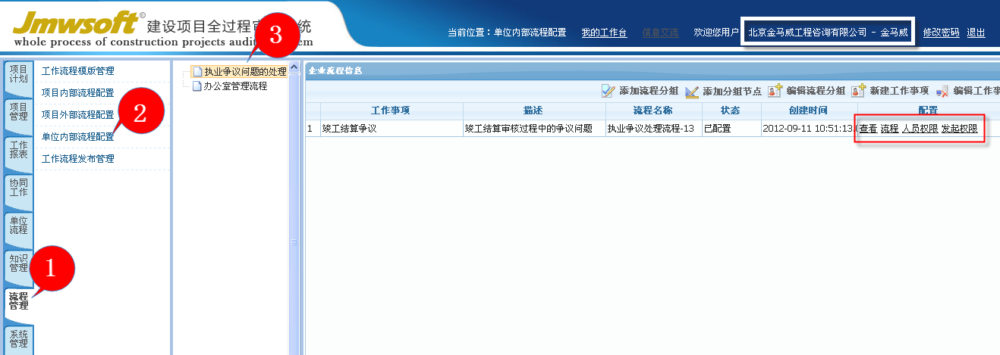 Jmwsoft® 建设项目全过程审 系统
whole process of construction projects audi em
当前位置：单位内部流程配置 我的工作台 信息交流 欢迎您用户 北京金马威工程咨询有限公司 - 金马威 修改密码 退出
项目
计划
项目
管理
工作
报表
协同
工作
单位
流程
知识
管理
流程
管理
系统
管理
1
工作流程模版管理
项目内部流程配置
项目外部流程配置
单位内部流程配置
工作流程发布管理
2
3
执业争议问题的处理
办公室管理流程
企业流程信息
添加流程分组 添加分组节点 编辑流程分组 新建工作事项 编辑工作事
工作事项 描述 流程名称 状态 创建时间 配置
1 竣工结算争议 竣工结算审核过程中的争议问题 执业争议处理流程-13 已配置 2012-09-11 10:51:13.0 查看 流程 人员权限 发起权限